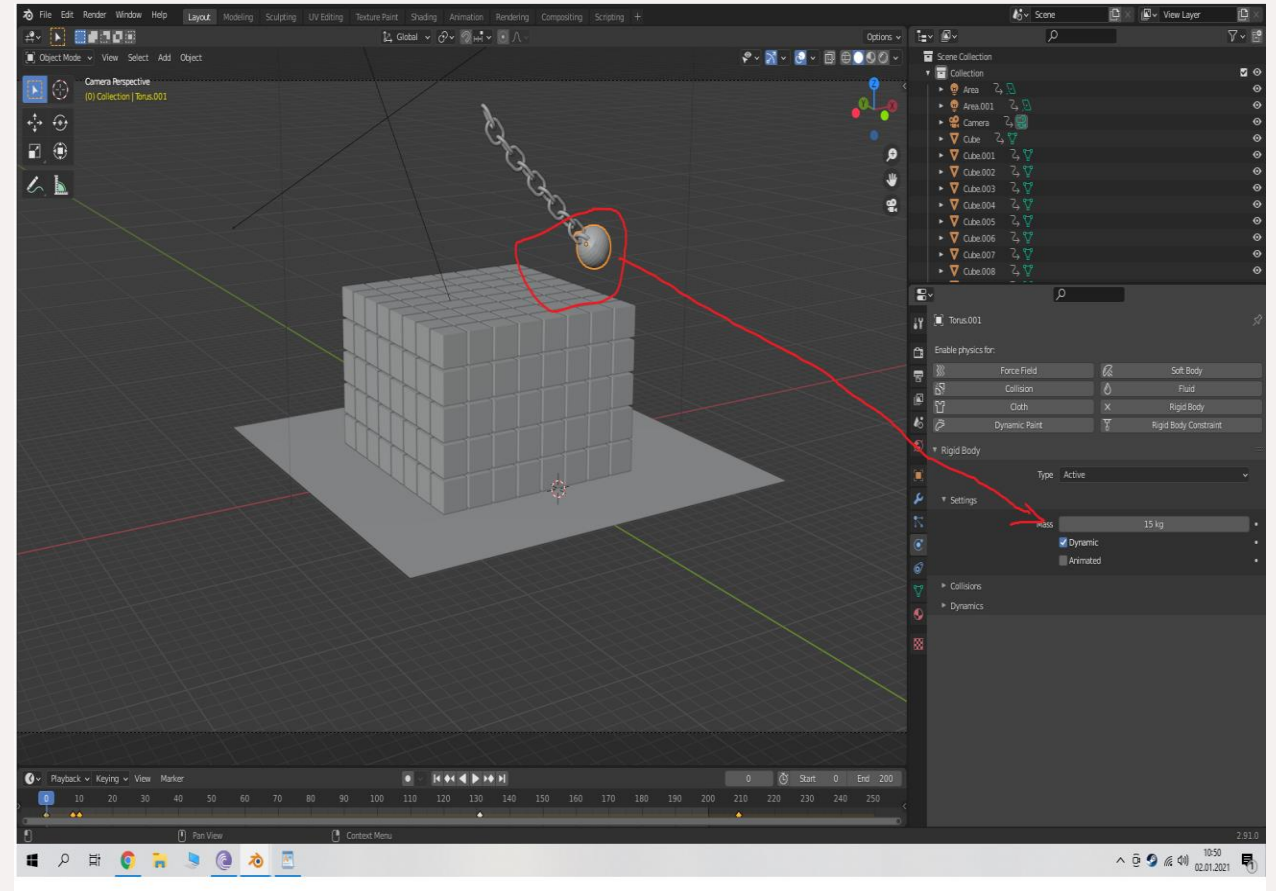 File Edit Render Window Help Layout Modeling Sculpting UV Editing Texture Paint Shading Animation Rendering Compositing Scripting + Scene View Layer
Global Options
Object Mode View Select Add Object
Camera Perspective
(0) Collection | Torus.001
Z
Y
X
Scene Collection
Collection
Area
Area.001
Camera
Cube
Cube.001
Cube.002
Cube.003
Cube.004
Cube.005
Cube.006
Cube.007
Cube.008
Torus.001
Enable physics for:
Force Field Soft Body
Collision Fluid
Cloth Rigid Body
Dynamic Paint Rigid Body Constraint
Rigid Body
Type Active
Settings
Mass 15 kg
Dynamic
Animated
Collisions
Dynamics
Playback Keying View Marker 0 Start 0 End 200
0 10 20 30 40 50 60 70 80 90 100 110 120 130 140 150 160 170 180 190 200 210 220 230 240 250
Pan View Context Menu 2.91.0
10:50
02.01.2021